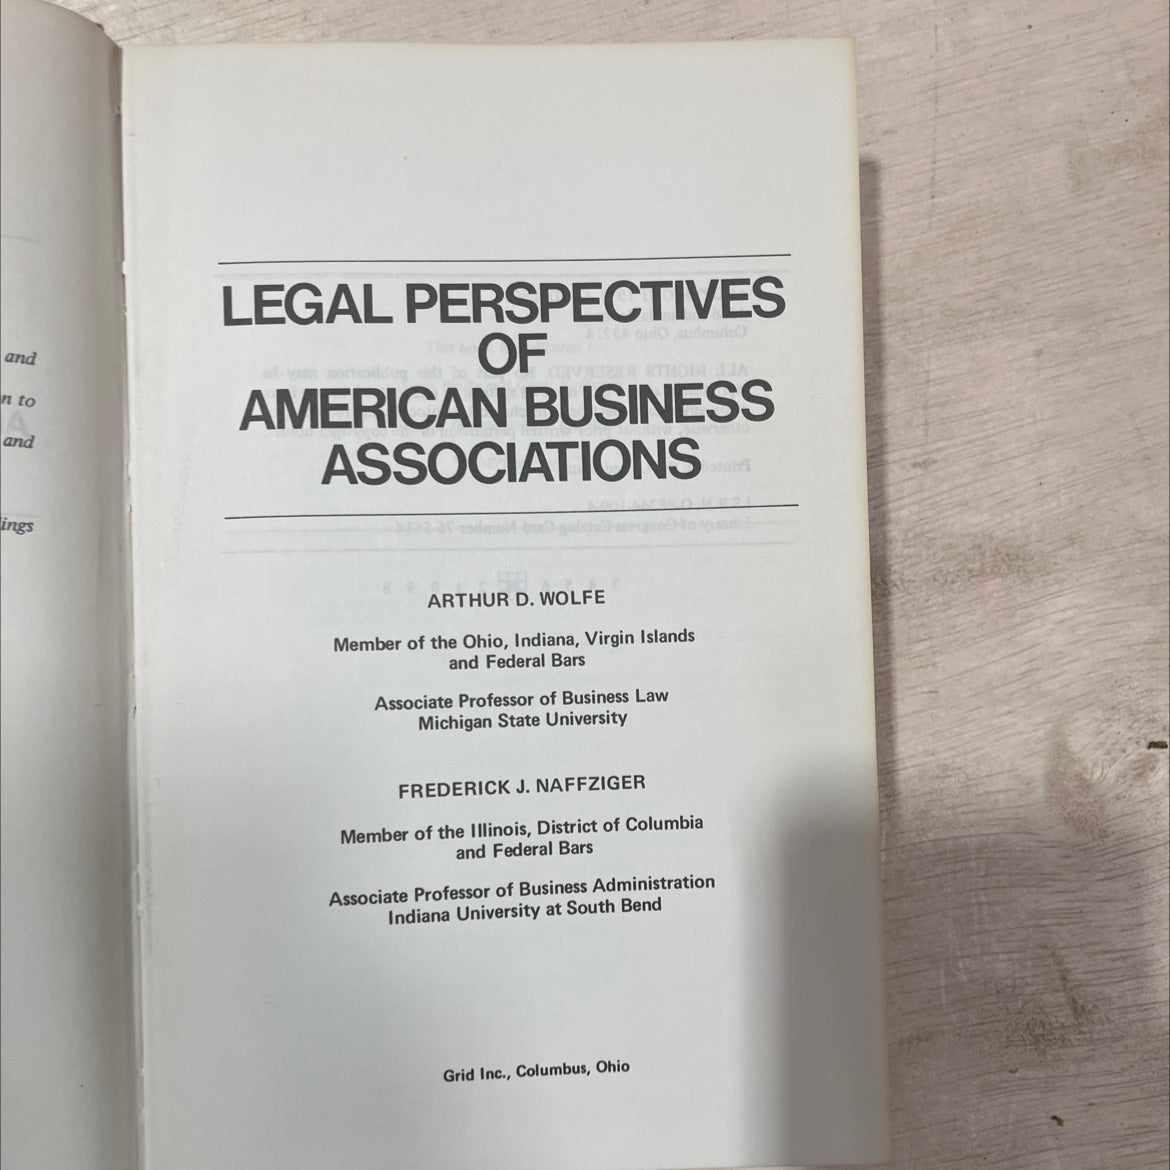 and
n to
and
ings
LEGAL PERSPECTIVES
OF
AMERICAN BUSINESS
ASSOCIATIONS
ARTHUR D. WOLFE
Member of the Ohio, Indiana, Virgin Islands
and Federal Bars
Associate Professor of Business Law
Michigan State University
FREDERICK J. NAFFZIGER
Member of the Illinois, District of Columbia
and Federal Bars
Associate Professor of Business Administration
Indiana University at South Bend
Grid Inc., Columbus, Ohio